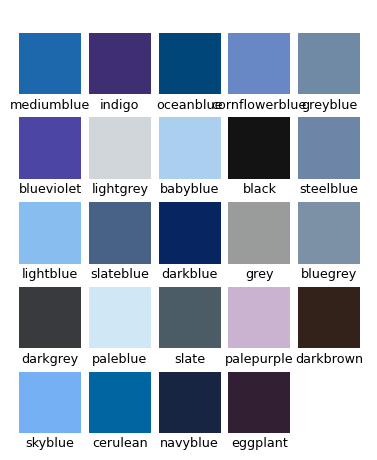 mediumblue indigo oceanblue cornflowerblue greyblue
blueviolet lightgrey babyblue black steelblue
lightblue slateblue darkblue grey bluegrey
darkgrey paleblue slate palepurple darkbrown
skyblue cerulean navyblue eggplant